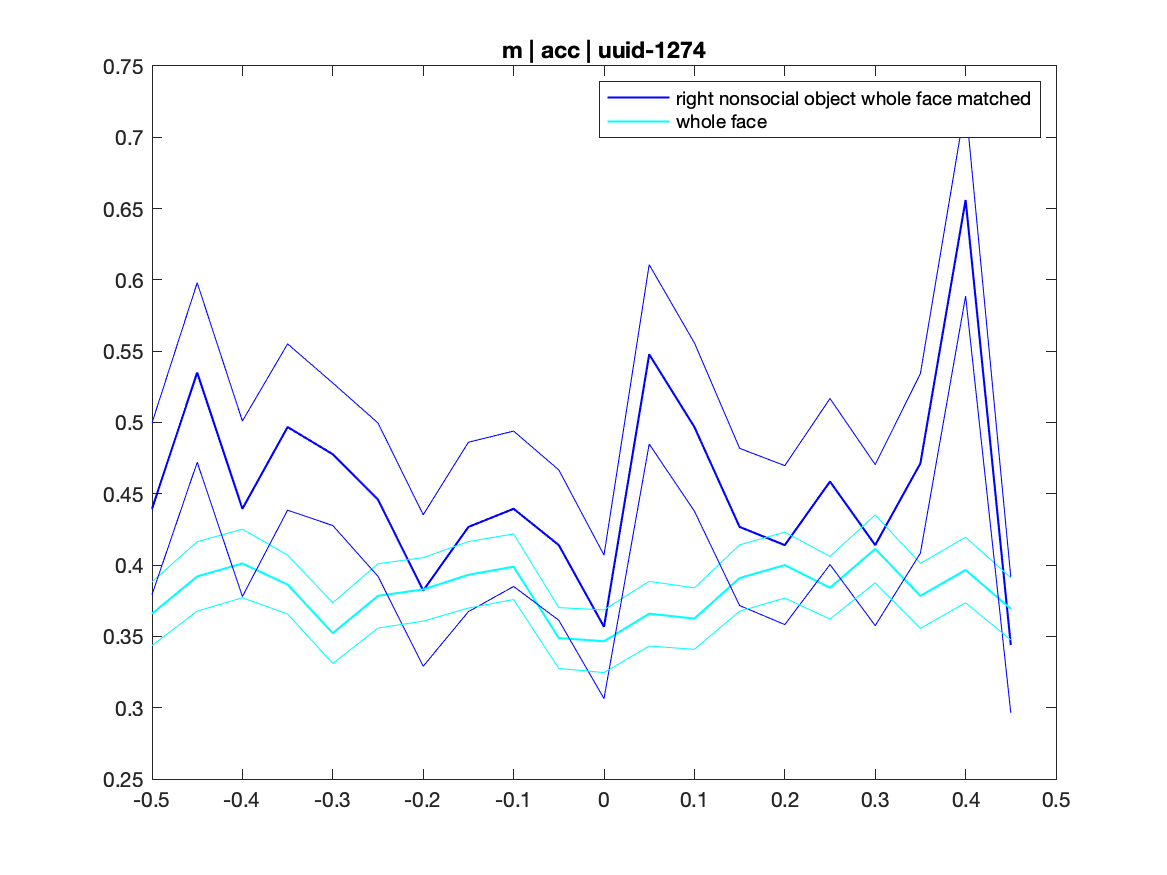 m | acc | uuid-1274
right nonsocial object whole face matched
whole face
0.75
0.7
0.65
0.6
0.55
0.5
0.45
0.4
0.35
0.3
0.25
-0.5 -0.4 -0.3 -0.2 -0.1 0 0.1 0.2 0.3 0.4 0.5